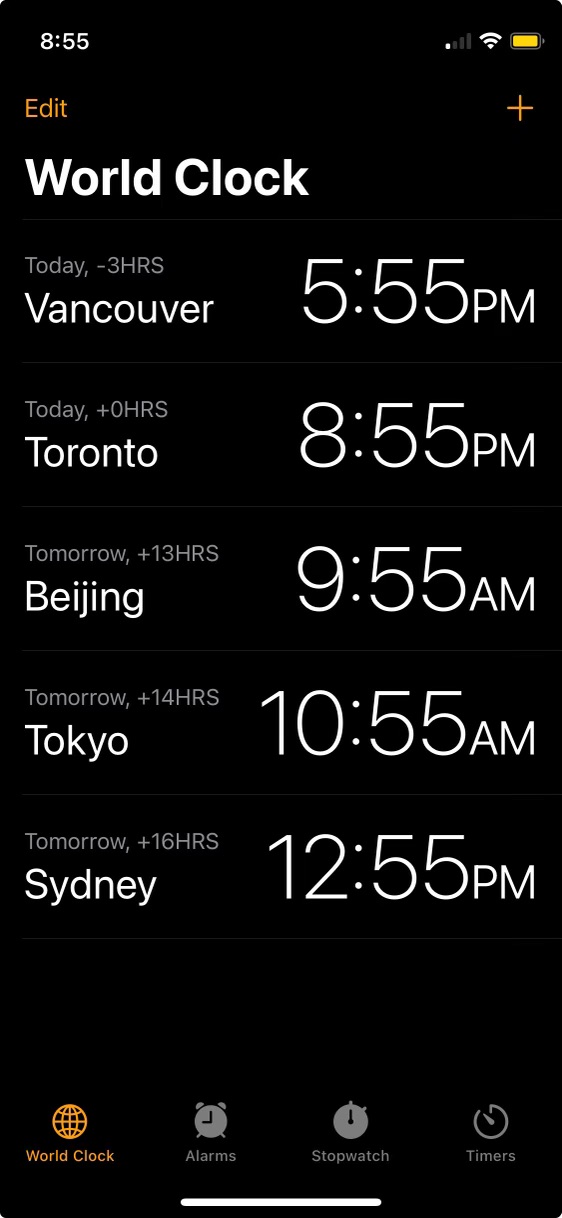 8:55
Edit
World Clock
Today, -3HRS
Vancouver
5:55PM
Today, +0HRS
Toronto
8:55PM
Tomorrow, +13HRS
Beijing
9:55AM
Tomorrow, +14HRS
Tokyo
10:55AM
Tomorrow, +16HRS
Sydney
12:55PM
World Clock
Alarms
Stopwatch
Timers